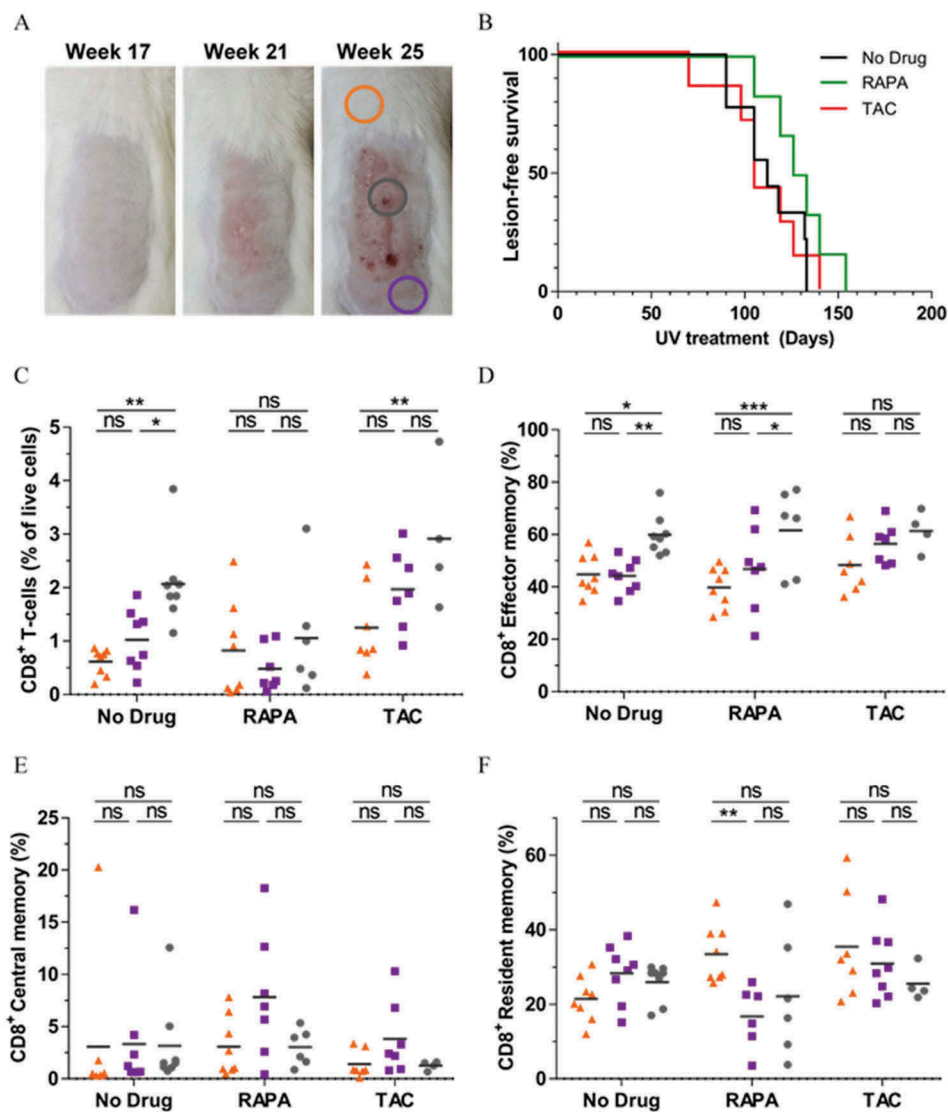 A
Week 17
Week 21
Week 25
B
Lesion-free survival
100
50
0
0
50
100
150
200
UV treatment (Days)
No Drug
RAPA
TAC
C
CD8+ T-cells (% of live cells)
5
4
3
2
1
0
**
ns
*
ns
ns
ns
**
ns
ns
No Drug
RAPA
TAC
D
CD8+ Effector memory (%)
100
80
60
40
20
0
*
ns
**
***
ns
*
ns
ns
ns
No Drug
RAPA
TAC
E
CD8+ Central memory (%)
25
20
15
10
5
0
ns
ns
ns
ns
ns
ns
ns
ns
ns
No Drug
RAPA
TAC
F
CD8+ Resident memory (%)
60
40
20
0
ns
ns
ns
ns
**
ns
ns
ns
ns
No Drug
RAPA
TAC